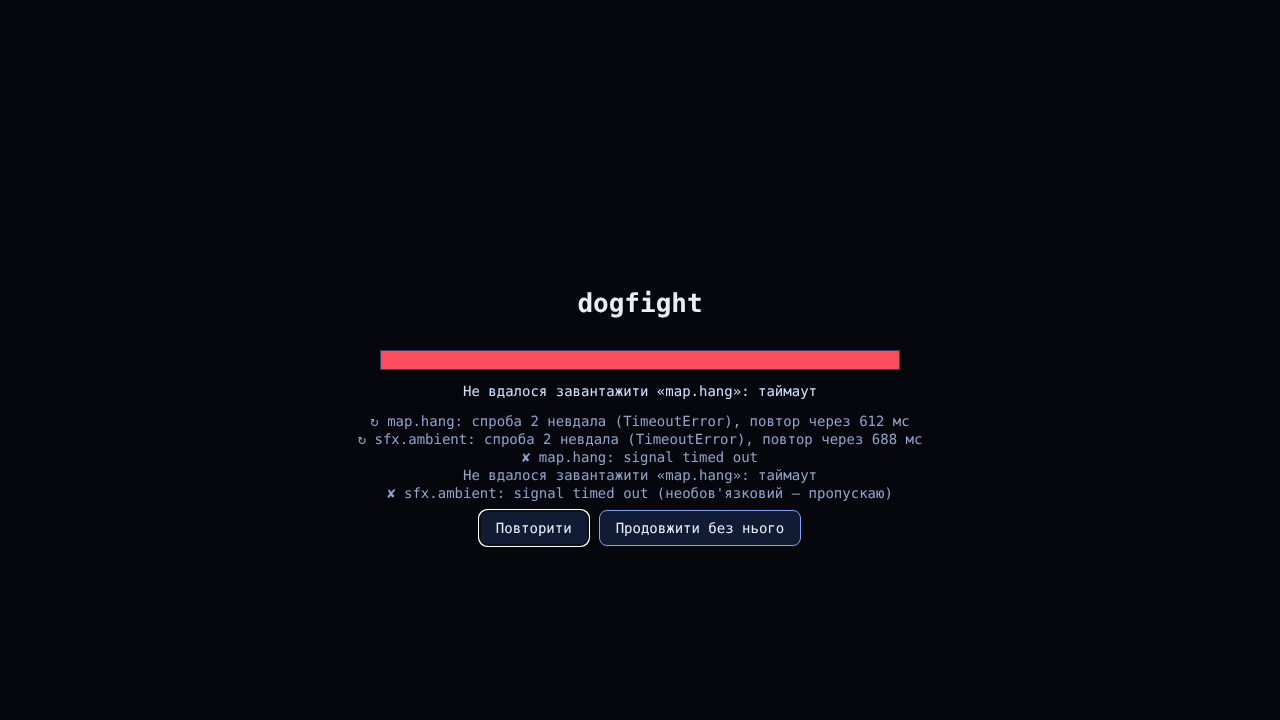 dogfight
Не вдалося завантажити «map.hang»: таймаут
↻ map.hang: спроба 2 невдала (TimeoutError), повтор через 612 мс
↻ sfx.ambient: спроба 2 невдала (TimeoutError), повтор через 688 мс
✘ map.hang: signal timed out
Не вдалося завантажити «map.hang»: таймаут
✘ sfx.ambient: signal timed out (необов'язковий — пропускаю)
Повторити
Продовжити без нього